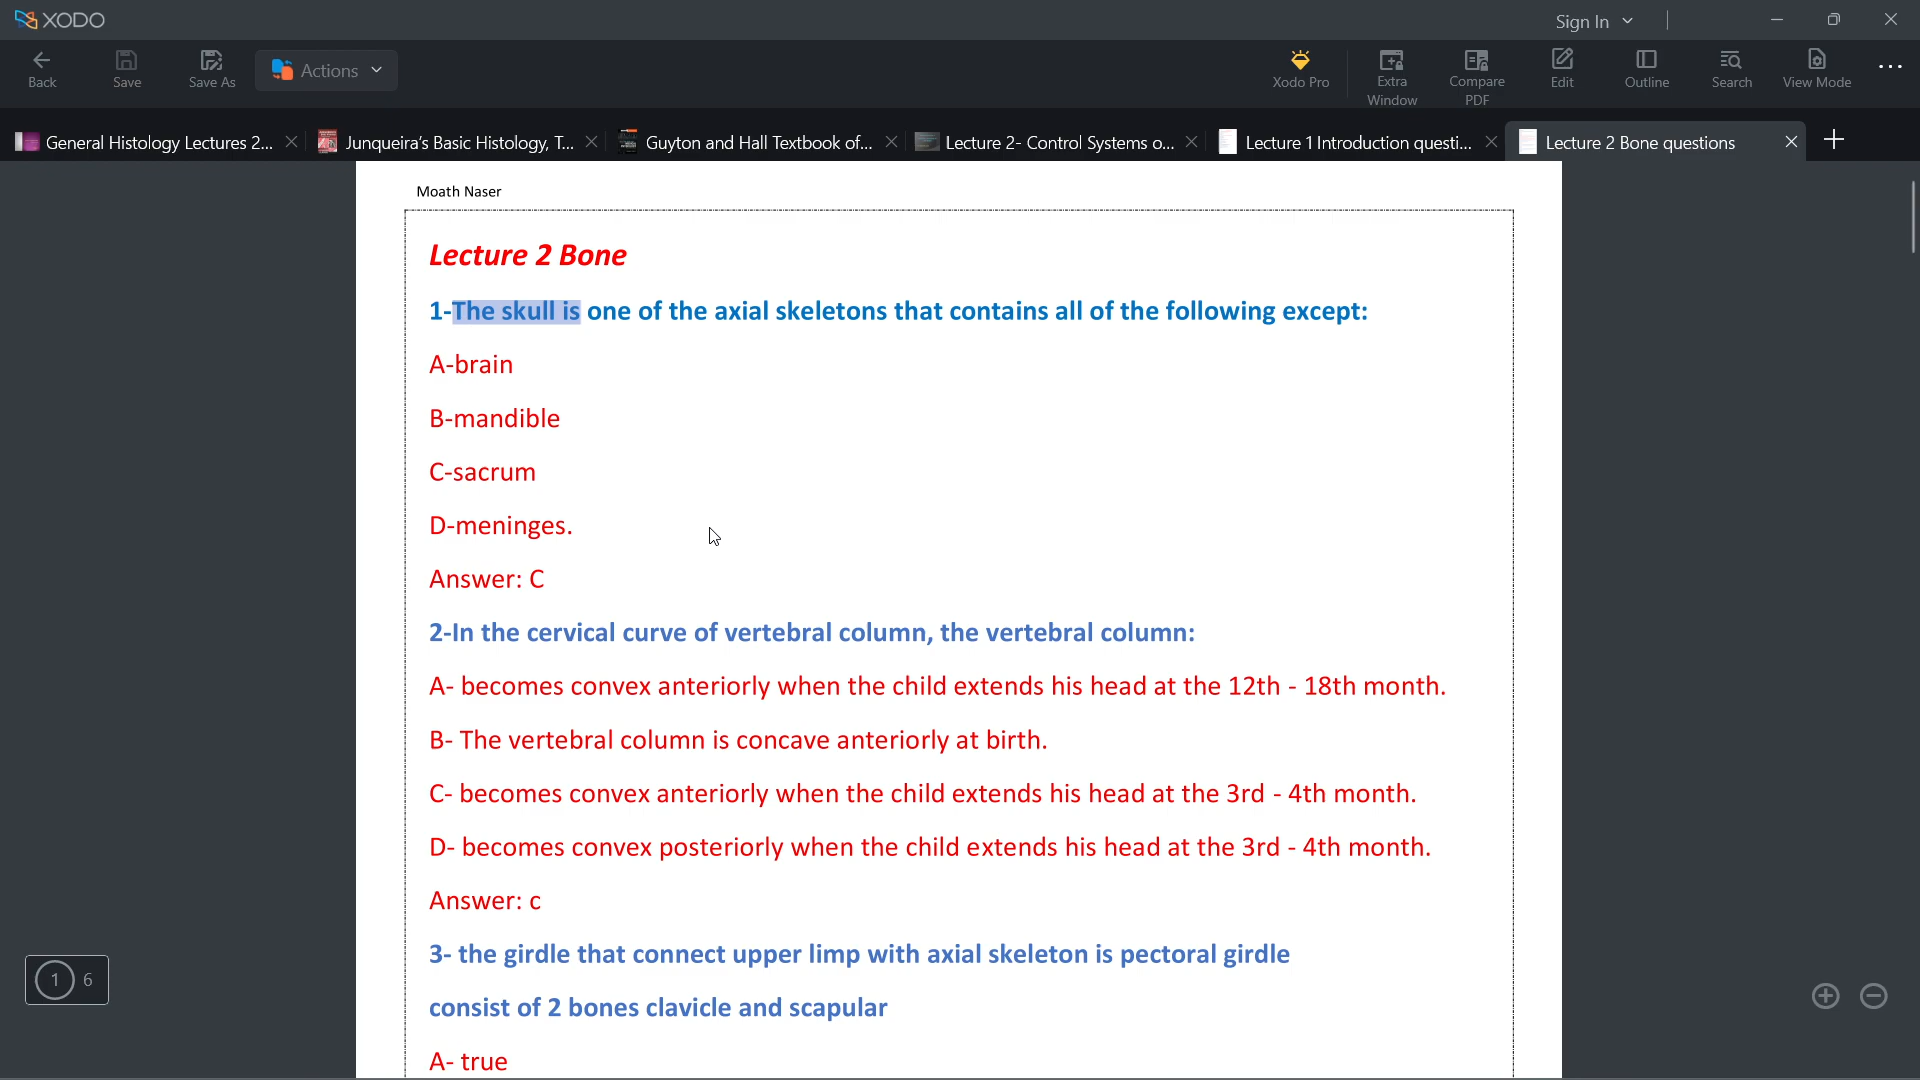 XODO
Sign In
Back
Save
Save As
Actions
Xodo Pro
Extra Window
Compare PDF
Edit
Outline
Search
View Mode
General Histology Lectures 2...
Junqueira's Basic Histology, T...
Guyton and Hall Textbook of...
Lecture 2- Control Systems o...
Lecture 1 Introduction questi...
Lecture 2 Bone questions
Moath Naser
Lecture 2 Bone
1-The skull is one of the axial skeletons that contains all of the following except:
A-brain
B-mandible
C-sacrum
D-meninges.
Answer: C
2-In the cervical curve of vertebral column, the vertebral column:
A- becomes convex anteriorly when the child extends his head at the 12th - 18th month.
B- The vertebral column is concave anteriorly at birth.
C- becomes convex anteriorly when the child extends his head at the 3rd - 4th month.
D- becomes convex posteriorly when the child extends his head at the 3rd - 4th month.
Answer: c
3- the girdle that connect upper limp with axial skeleton is pectoral girdle
consist of 2 bones clavicle and scapular
A- true
1 6